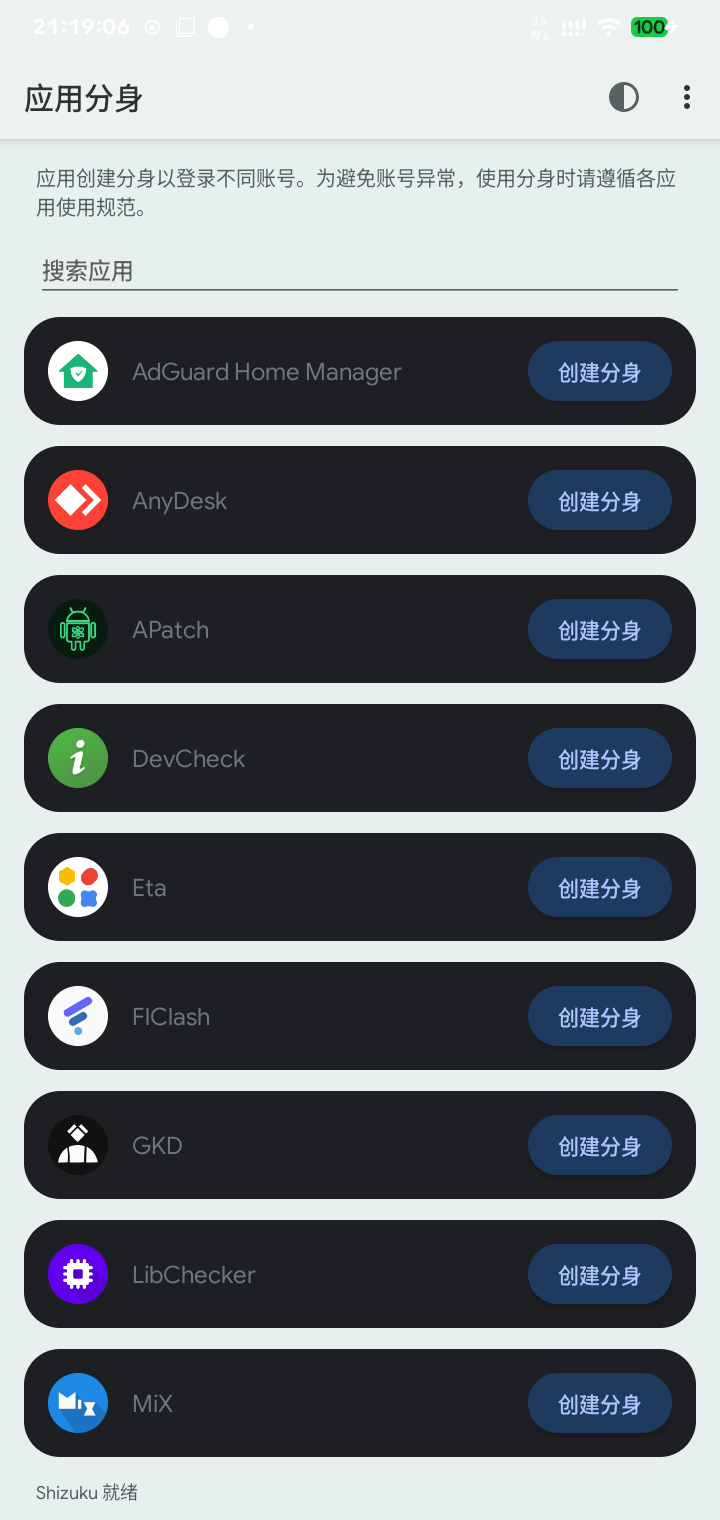 21:19:06
3 k
19 k
100
应用分身
应用创建分身以登录不同账号。为避免账号异常，使用分身时请遵循各应
用使用规范。
搜索应用
AdGuard Home Manager 创建分身
AnyDesk 创建分身
APatch 创建分身
DevCheck 创建分身
Eta 创建分身
FlClash 创建分身
GKD 创建分身
LibChecker 创建分身
MiX 创建分身
Shizuku 就绪